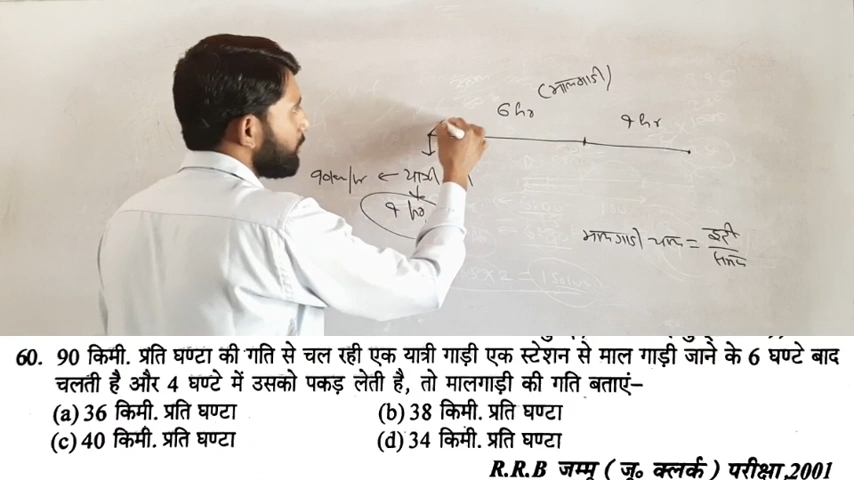 (मालगाडी)
6 hr
4 hr
90km/hr ← यात्री
4 hr
मालगाडी चाल = दूरी / समय
60. 90 किमी. प्रति घण्टा की गति से चल रही एक यात्री गाड़ी एक स्टेशन से माल गाड़ी जाने के 6 घण्टे बाद
चलती है और 4 घण्टे में उसको पकड़ लेती है, तो मालगाड़ी की गति बताएं–
(a) 36 किमी. प्रति घण्टा (b) 38 किमी. प्रति घण्टा
(c) 40 किमी. प्रति घण्टा (d) 34 किमी. प्रति घण्टा
R.R.B जम्मू ( जू० क्लर्क ) परीक्षा,2001